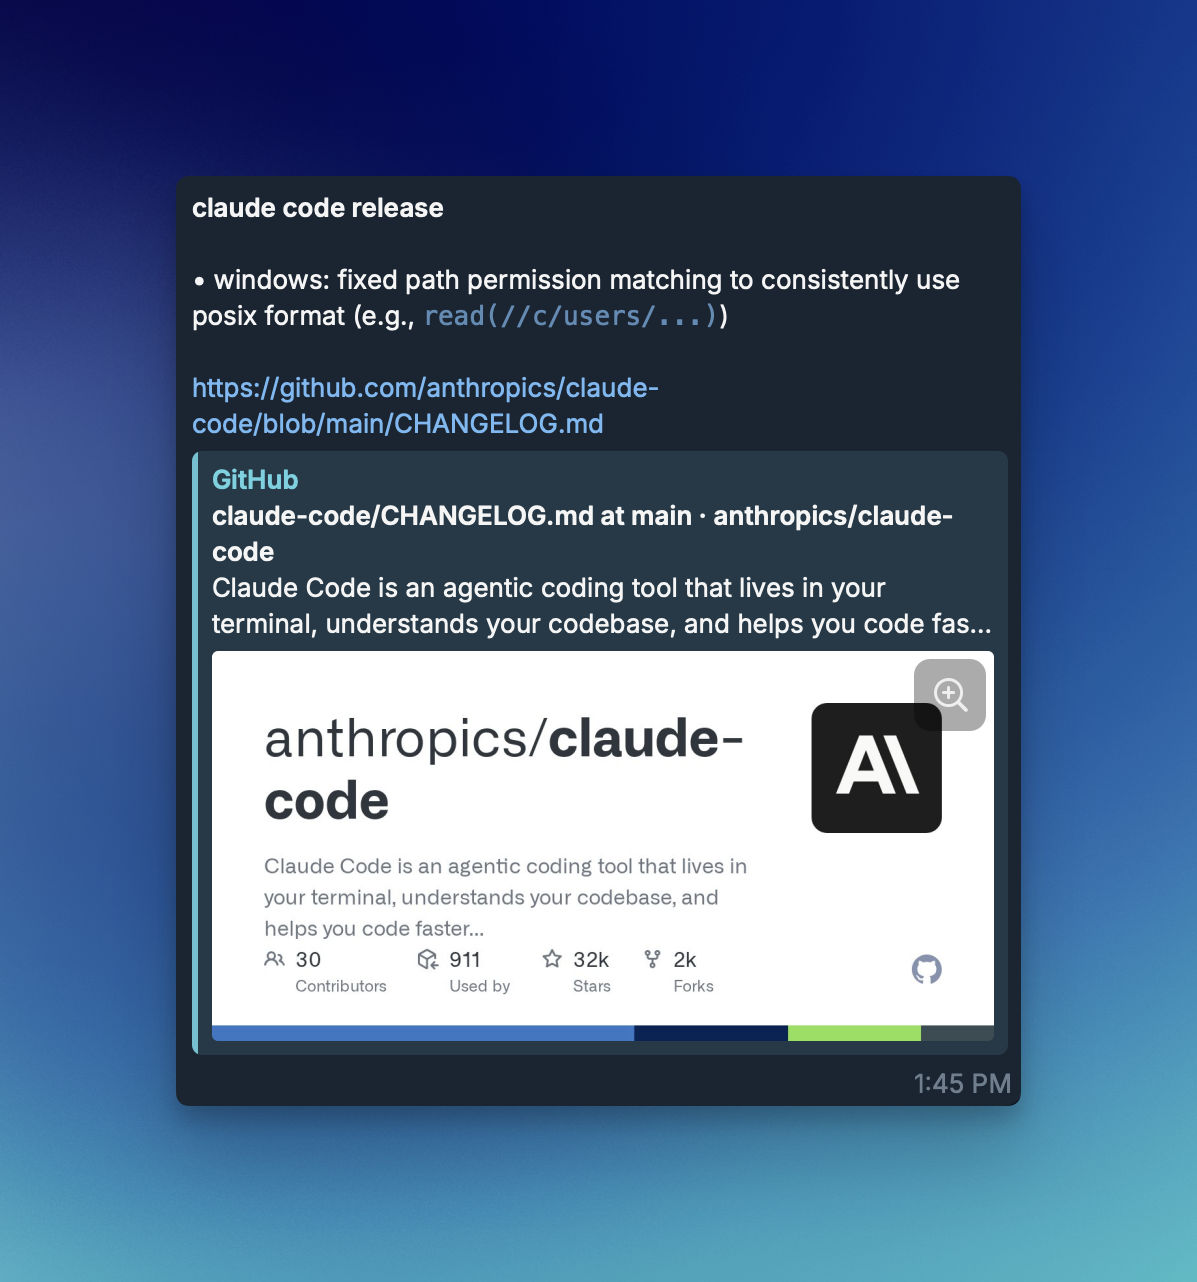 claude code release
• windows: fixed path permission matching to consistently use
posix format (e.g., read(//c/users/...))
https://github.com/anthropics/claude-
code/blob/main/CHANGELOG.md
GitHub
claude-code/CHANGELOG.md at main · anthropics/claude-
code
Claude Code is an agentic coding tool that lives in your
terminal, understands your codebase, and helps you code fas...
anthropics/claude-
code
Claude Code is an agentic coding tool that lives in
your terminal, understands your codebase, and
helps you code faster...
30 911 32k 2k
Contributors Used by Stars Forks
1:45 PM